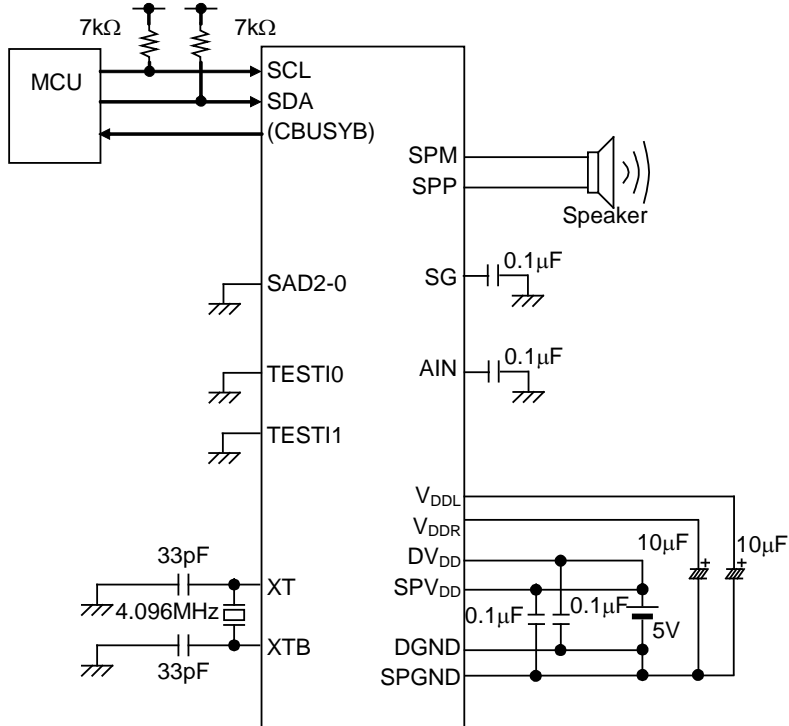 7kΩ
7kΩ
MCU
SCL
SDA
(CBUSYB)
SPM
SPP
Speaker
SG
0.1μF
SAD2-0
AIN
0.1μF
TESTI0
TESTI1
VDDL
VDDR
DVDD
SPVDD
10μF
10μF
33pF
XT
4.096MHz
XTB
33pF
0.1μF
0.1μF
5V
DGND
SPGND